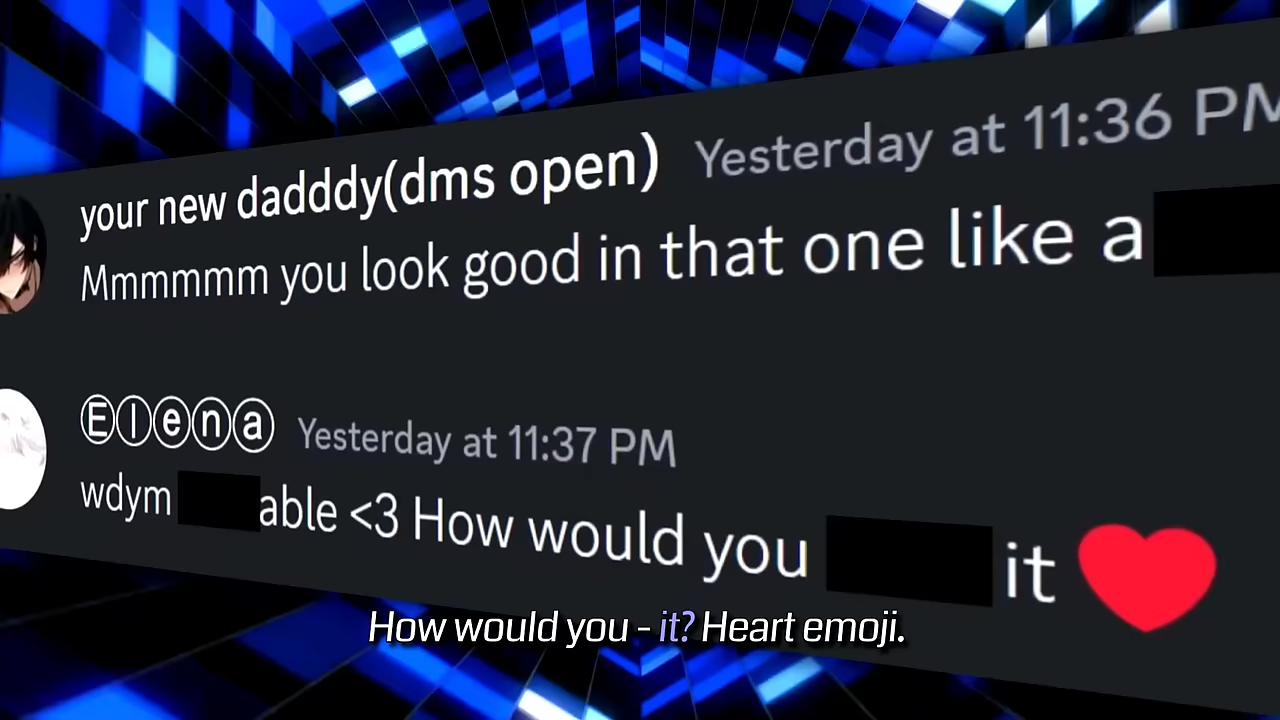 your new dadddy(dms open) Yesterday at 11:36 PM
Mmmmmm you look good in that one like a
Ⓔⓛⓔⓝⓐ Yesterday at 11:37 PM
wdym able <3 How would you it ❤
How would you - it? Heart emoji.